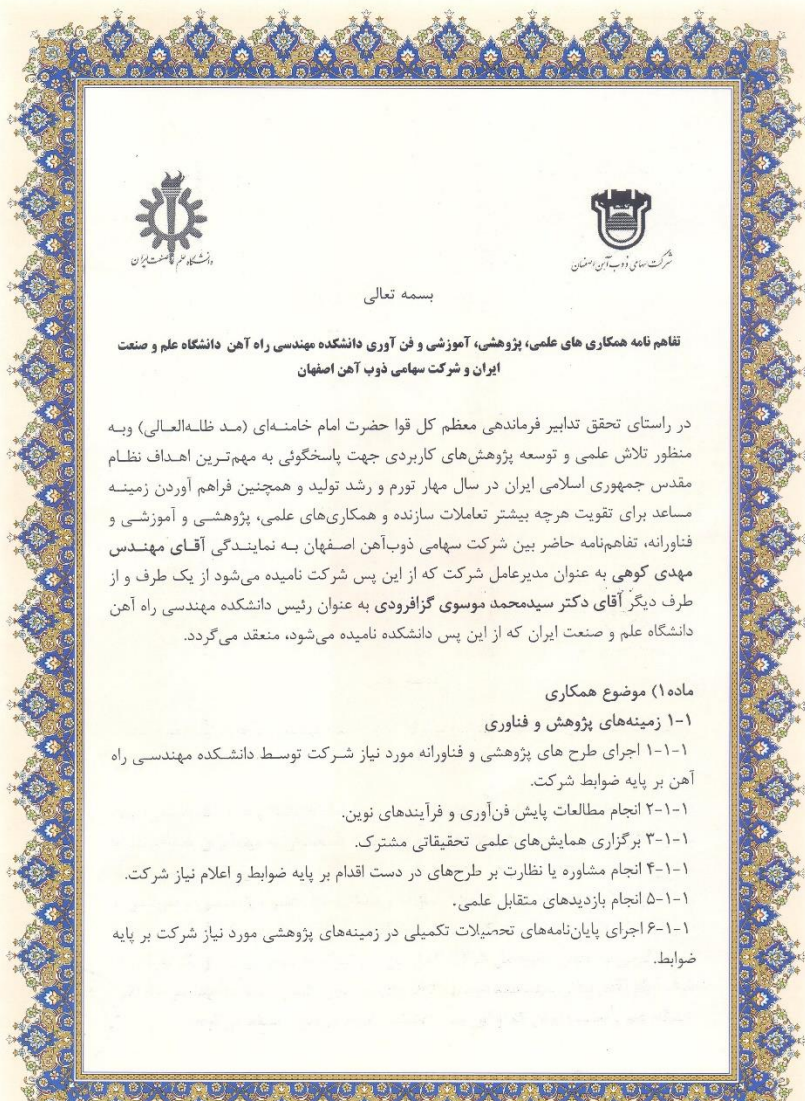 شرکت سهامی ذوب آهن اصفهان
دانشگاه علم و صنعت ایران
بسمه تعالی
تفاهم نامه همکاری های علمی، پژوهشی، آموزشی و فن آوری دانشکده مهندسی راه آهن دانشگاه علم و صنعت
ایران و شرکت سهامی ذوب آهن اصفهان
در راستای تحقق تدابیر فرماندهی معظم کل قوا حضرت امام خامنه‌ای (مد ظله‌العالی) وبه
منظور تلاش علمی و توسعه پژوهش‌های کاربردی جهت پاسخگوئی به مهم‌ترین اهداف نظام
مقدس جمهوری اسلامی ایران در سال مهار تورم و رشد تولید و همچنین فراهم آوردن زمینه
مساعد برای تقویت هرچه بیشتر تعاملات سازنده و همکاری‌های علمی، پژوهشی و آموزشی و
فناورانه، تفاهم‌نامه حاضر بین شرکت سهامی ذوب‌آهن اصفهان به نمایندگی آقای مهندس
مهدی کوهی به عنوان مدیرعامل شرکت که از این پس شرکت نامیده می‌شود از یک طرف و از
طرف دیگر آقای دکتر سیدمحمد موسوی گزافرودی به عنوان رئیس دانشکده مهندسی راه آهن
دانشگاه علم و صنعت ایران که از این پس دانشکده نامیده می‌شود، منعقد می‌گردد.
ماده۱) موضوع همکاری
۱-۱ زمینه‌های پژوهش و فناوری
۱-۱-۱ اجرای طرح های پژوهشی و فناورانه مورد نیاز شرکت توسط دانشکده مهندسی راه
آهن بر پایه ضوابط شرکت.
۲-۱-۱ انجام مطالعات پایش فن‌آوری و فرآیندهای نوین.
۳-۱-۱ برگزاری همایش‌های علمی تحقیقاتی مشترک.
۴-۱-۱ انجام مشاوره یا نظارت بر طرح‌های در دست اقدام بر پایه ضوابط و اعلام نیاز شرکت.
۵-۱-۱ انجام بازدیدهای متقابل علمی.
۶-۱-۱ اجرای پایان‌نامه‌های تحصیلات تکمیلی در زمینه‌های پژوهشی مورد نیاز شرکت بر پایه
ضوابط.